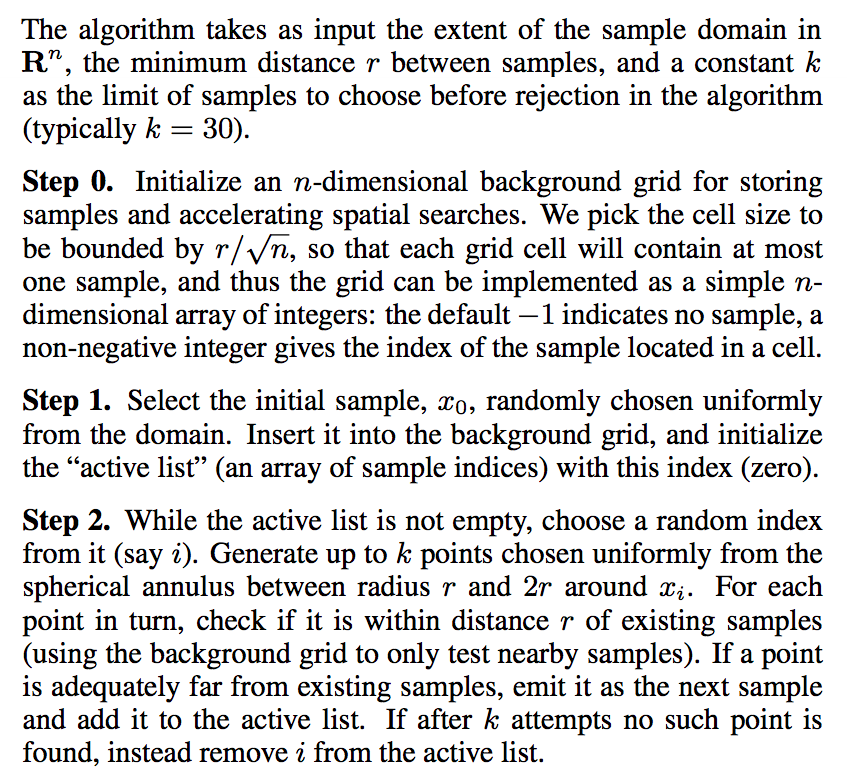 The algorithm takes as input the extent of the sample domain in
Rⁿ, the minimum distance r between samples, and a constant k
as the limit of samples to choose before rejection in the algorithm
(typically k = 30).
Step 0. Initialize an n-dimensional background grid for storing
samples and accelerating spatial searches. We pick the cell size to
be bounded by r/√n, so that each grid cell will contain at most
one sample, and thus the grid can be implemented as a simple n-
dimensional array of integers: the default −1 indicates no sample, a
non-negative integer gives the index of the sample located in a cell.
Step 1. Select the initial sample, x₀, randomly chosen uniformly
from the domain. Insert it into the background grid, and initialize
the “active list” (an array of sample indices) with this index (zero).
Step 2. While the active list is not empty, choose a random index
from it (say i). Generate up to k points chosen uniformly from the
spherical annulus between radius r and 2r around xᵢ. For each
point in turn, check if it is within distance r of existing samples
(using the background grid to only test nearby samples). If a point
is adequately far from existing samples, emit it as the next sample
and add it to the active list. If after k attempts no such point is
found, instead remove i from the active list.